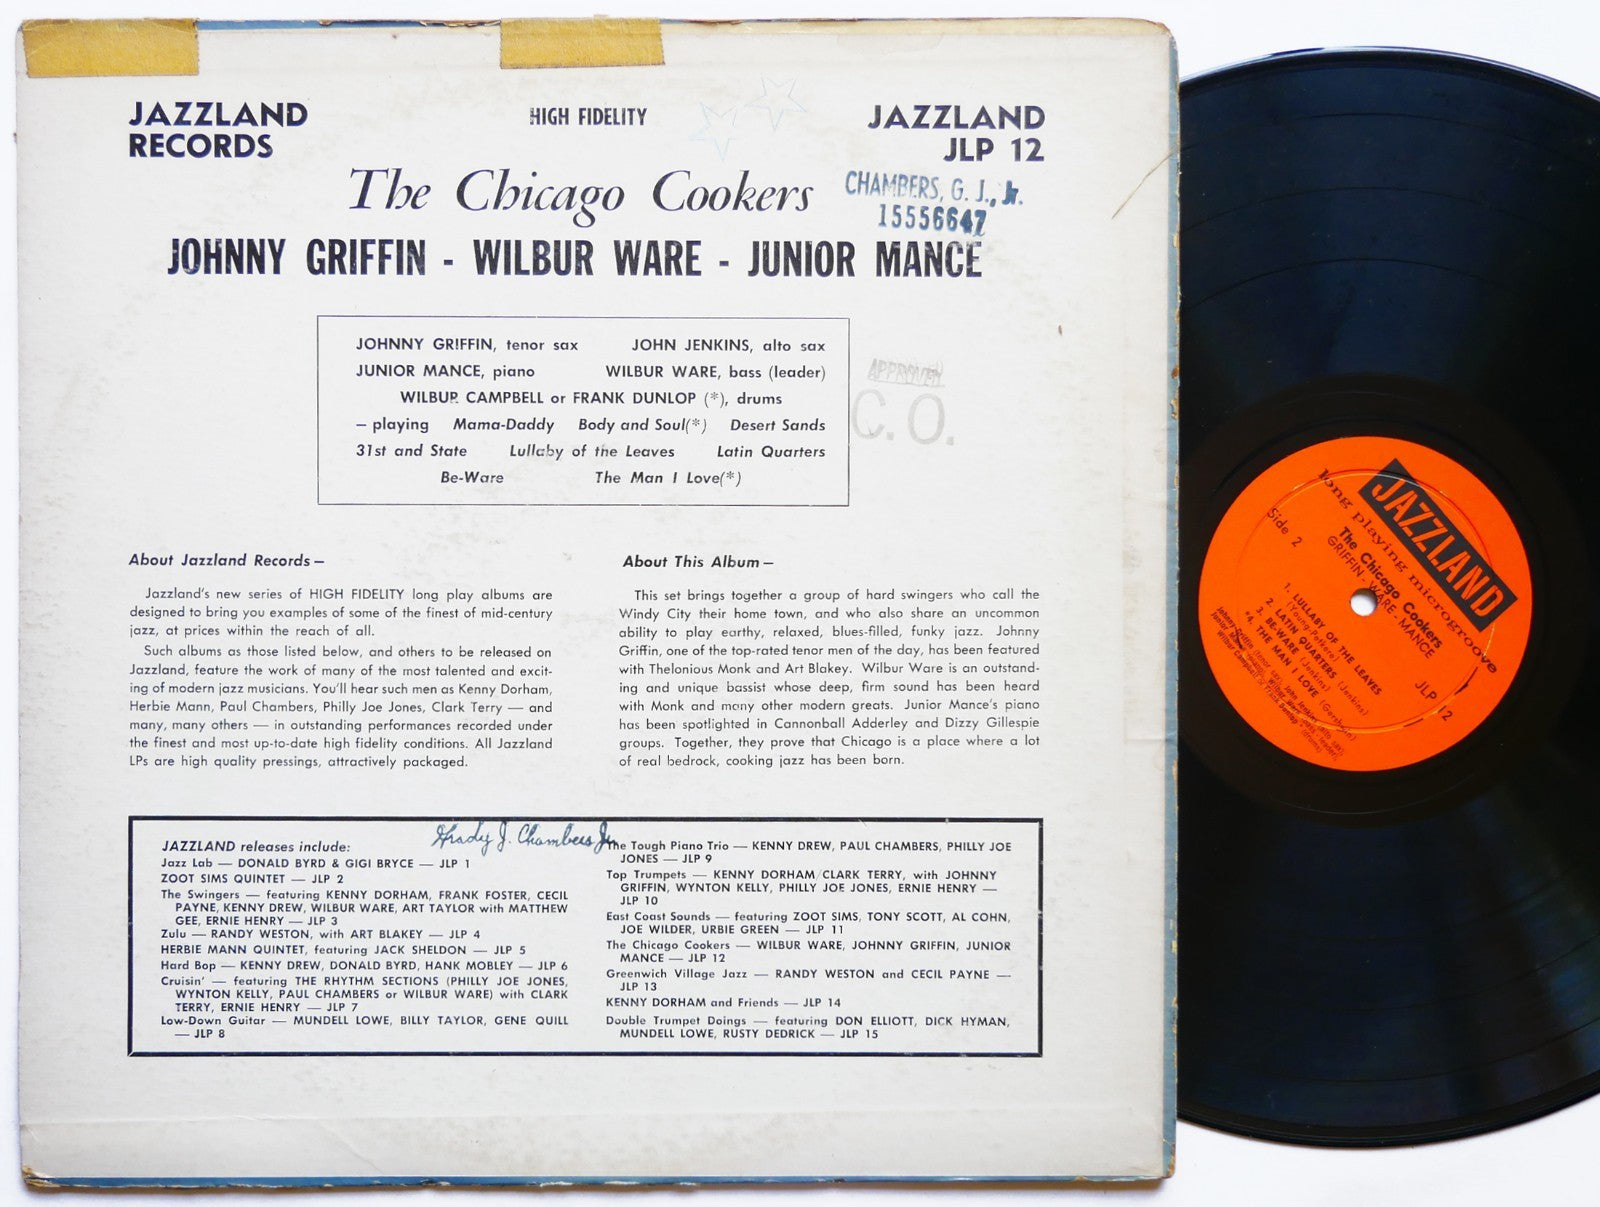 JAZZLAND
RECORDS
HIGH FIDELITY
JAZZLAND
JLP 12
The Chicago Cookers
CHAMBERS, G. J., Jr.
15556647
JOHNNY GRIFFIN - WILBUR WARE - JUNIOR MANCE
JOHNNY GRIFFIN, tenor sax JOHN JENKINS, alto sax
JUNIOR MANCE, piano WILBUR WARE, bass (leader)
WILBUR CAMPBELL or FRANK DUNLOP (*), drums
— playing Mama-Daddy Body and Soul(*) Desert Sands
31st and State Lullaby of the Leaves Latin Quarters
Be-Ware The Man I Love(*)
APPROVED
C.O.
About Jazzland Records —
Jazzland's new series of HIGH FIDELITY long play albums are
designed to bring you examples of some of the finest of mid-century
jazz, at prices within the reach of all.
Such albums as those listed below, and others to be released on
Jazzland, feature the work of many of the most talented and excit-
ing of modern jazz musicians. You'll hear such men as Kenny Dorham,
Herbie Mann, Paul Chambers, Philly Joe Jones, Clark Terry — and
many, many others — in outstanding performances recorded under
the finest and most up-to-date high fidelity conditions. All Jazzland
LPs are high quality pressings, attractively packaged.
About This Album —
This set brings together a group of hard swingers who call the
Windy City their home town, and who also share an uncommon
ability to play earthy, relaxed, blues-filled, funky jazz. Johnny
Griffin, one of the top-rated tenor men of the day, has been featured
with Thelonious Monk and Art Blakey. Wilbur Ware is an outstand-
ing and unique bassist whose deep, firm sound has been heard
with Monk and many other modern greats. Junior Mance's piano
has been spotlighted in Cannonball Adderley and Dizzy Gillespie
groups. Together, they prove that Chicago is a place where a lot
of real bedrock, cooking jazz has been born.
Grady J. Chambers Jr.
JAZZLAND releases include:
Jazz Lab — DONALD BYRD & GIGI BRYCE — JLP 1
ZOOT SIMS QUINTET — JLP 2
The Swingers — featuring KENNY DORHAM, FRANK FOSTER, CECIL
PAYNE, KENNY DREW, WILBUR WARE, ART TAYLOR with MATTHEW
GEE, ERNIE HENRY — JLP 3
Zulu — RANDY WESTON, with ART BLAKEY — JLP 4
HERBIE MANN QUINTET, featuring JACK SHELDON — JLP 5
Hard Bop — KENNY DREW, DONALD BYRD, HANK MOBLEY — JLP 6
Cruisin' — featuring THE RHYTHM SECTIONS (PHILLY JOE JONES,
WYNTON KELLY, PAUL CHAMBERS or WILBUR WARE) with CLARK
TERRY, ERNIE HENRY — JLP 7
Low-Down Guitar — MUNDELL LOWE, BILLY TAYLOR, GENE QUILL
— JLP 8
The Tough Piano Trio — KENNY DREW, PAUL CHAMBERS, PHILLY JOE
JONES — JLP 9
Top Trumpets — KENNY DORHAM/CLARK TERRY, with JOHNNY
GRIFFIN, WYNTON KELLY, PHILLY JOE JONES, ERNIE HENRY —
JLP 10
East Coast Sounds — featuring ZOOT SIMS, TONY SCOTT, AL COHN,
JOE WILDER, URBIE GREEN — JLP 11
The Chicago Cookers — WILBUR WARE, JOHNNY GRIFFIN, JUNIOR
MANCE — JLP 12
Greenwich Village Jazz — RANDY WESTON and CECIL PAYNE —
JLP 13
KENNY DORHAM and Friends — JLP 14
Double Trumpet Doings — featuring DON ELLIOTT, DICK HYMAN,
MUNDELL LOWE, RUSTY DEDRICK — JLP 15
JAZZLAND
long playing microgroove
Side 2
The Chicago Cookers
GRIFFIN - WARE - MANCE
JLP 12
1. LULLABY OF THE LEAVES
(Young-Petkere)
2. LATIN QUARTERS (Jenkins)
3. BE-WARE (Jenkins)
*4. THE MAN I LOVE (Gershwin)